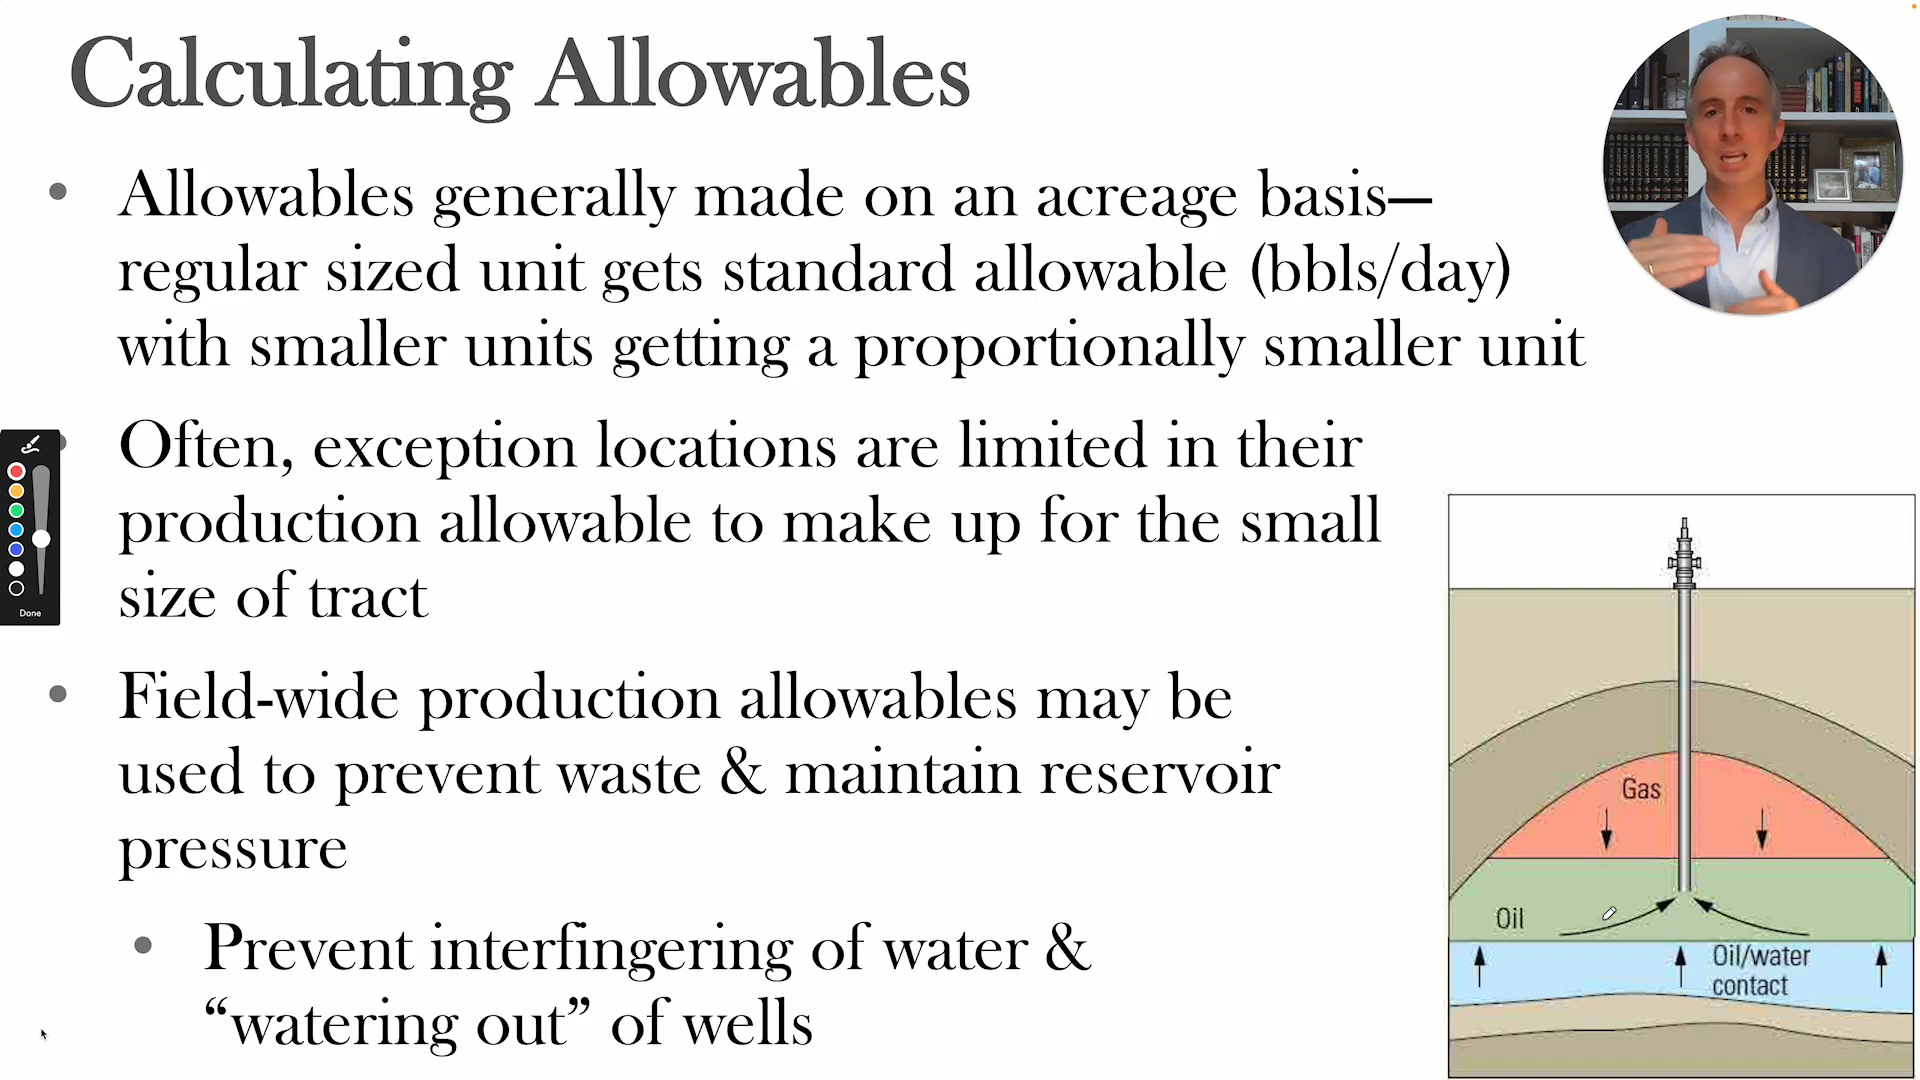 Calculating Allowables
• Allowables generally made on an acreage basis—
regular sized unit gets standard allowable (bbls/day)
with smaller units getting a proportionally smaller unit
• Often, exception locations are limited in their
production allowable to make up for the small
size of tract
• Field-wide production allowables may be
used to prevent waste & maintain reservoir
pressure
• Prevent interfingering of water &
“watering out” of wells
Done
Gas
Oil
Oil/water
contact